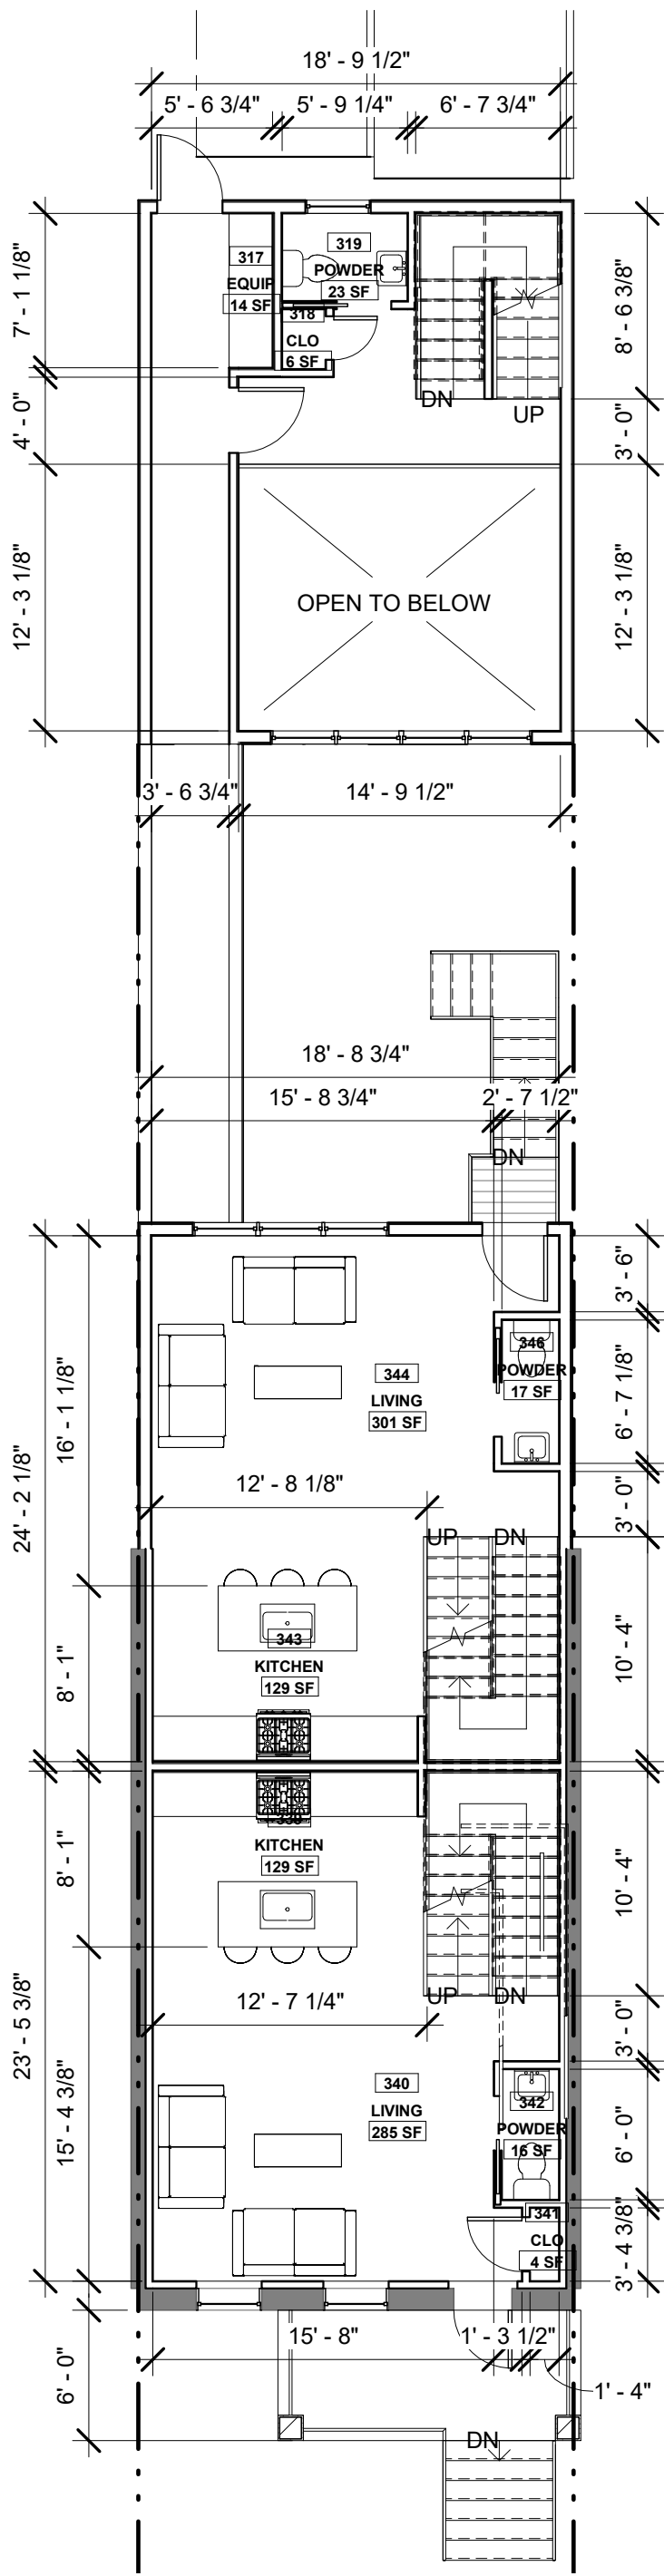 18' - 9 1/2"
5' - 6 3/4"
5' - 9 1/4"
6' - 7 3/4"
7' - 1 1/8"
4' - 0"
12' - 3 1/8"
317
EQUIP
14 SF
319
POWDER
23 SF
318
CLO
6 SF
DN
UP
8' - 6 3/8"
3' - 0"
12' - 3 1/8"
OPEN TO BELOW
3' - 6 3/4"
14' - 9 1/2"
18' - 8 3/4"
15' - 8 3/4"
2' - 7 1/2"
DN
24' - 2 1/8"
16' - 1 1/8"
8' - 1"
344
LIVING
301 SF
346
POWDER
17 SF
3' - 6"
6' - 7 1/8"
3' - 0"
10' - 4"
12' - 8 1/8"
UP
DN
343
KITCHEN
129 SF
339
KITCHEN
129 SF
23' - 5 3/8"
8' - 1"
15' - 4 3/8"
10' - 4"
3' - 0"
6' - 0"
3' - 4 3/8"
UP
DN
12' - 7 1/4"
340
LIVING
285 SF
342
POWDER
16 SF
341
CLO
4 SF
15' - 8"
1' - 3 1/2"
1' - 4"
6' - 0"
DN